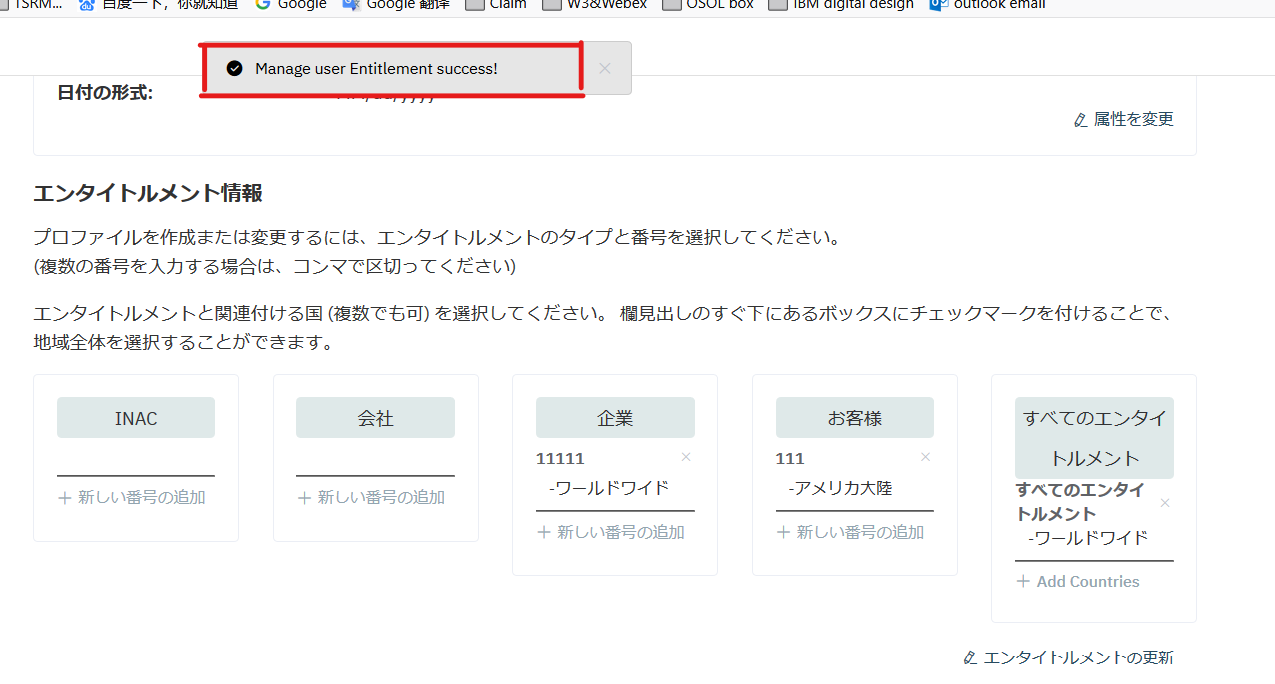 TSRM... 百度一下，你就知道 Google Google 翻译 Claim W3&Webex OSOL box IBM digital design outlook email
Manage user Entitlement success!
日付の形式:
属性を変更
エンタイトルメント情報
プロファイルを作成または変更するには、エンタイトルメントのタイプと番号を選択してください。
(複数の番号を入力する場合は、コンマで区切ってください)
エンタイトルメントと関連付ける国 (複数でも可) を選択してください。 欄見出しのすぐ下にあるボックスにチェックマークを付けることで、
地域全体を選択することができます。
INAC
新しい番号の追加
会社
新しい番号の追加
企業
11111
-ワールドワイド
新しい番号の追加
お客様
111
-アメリカ大陸
新しい番号の追加
すべてのエンタイ
トルメント
すべてのエンタイ
トルメント
-ワールドワイド
Add Countries
エンタイトルメントの更新